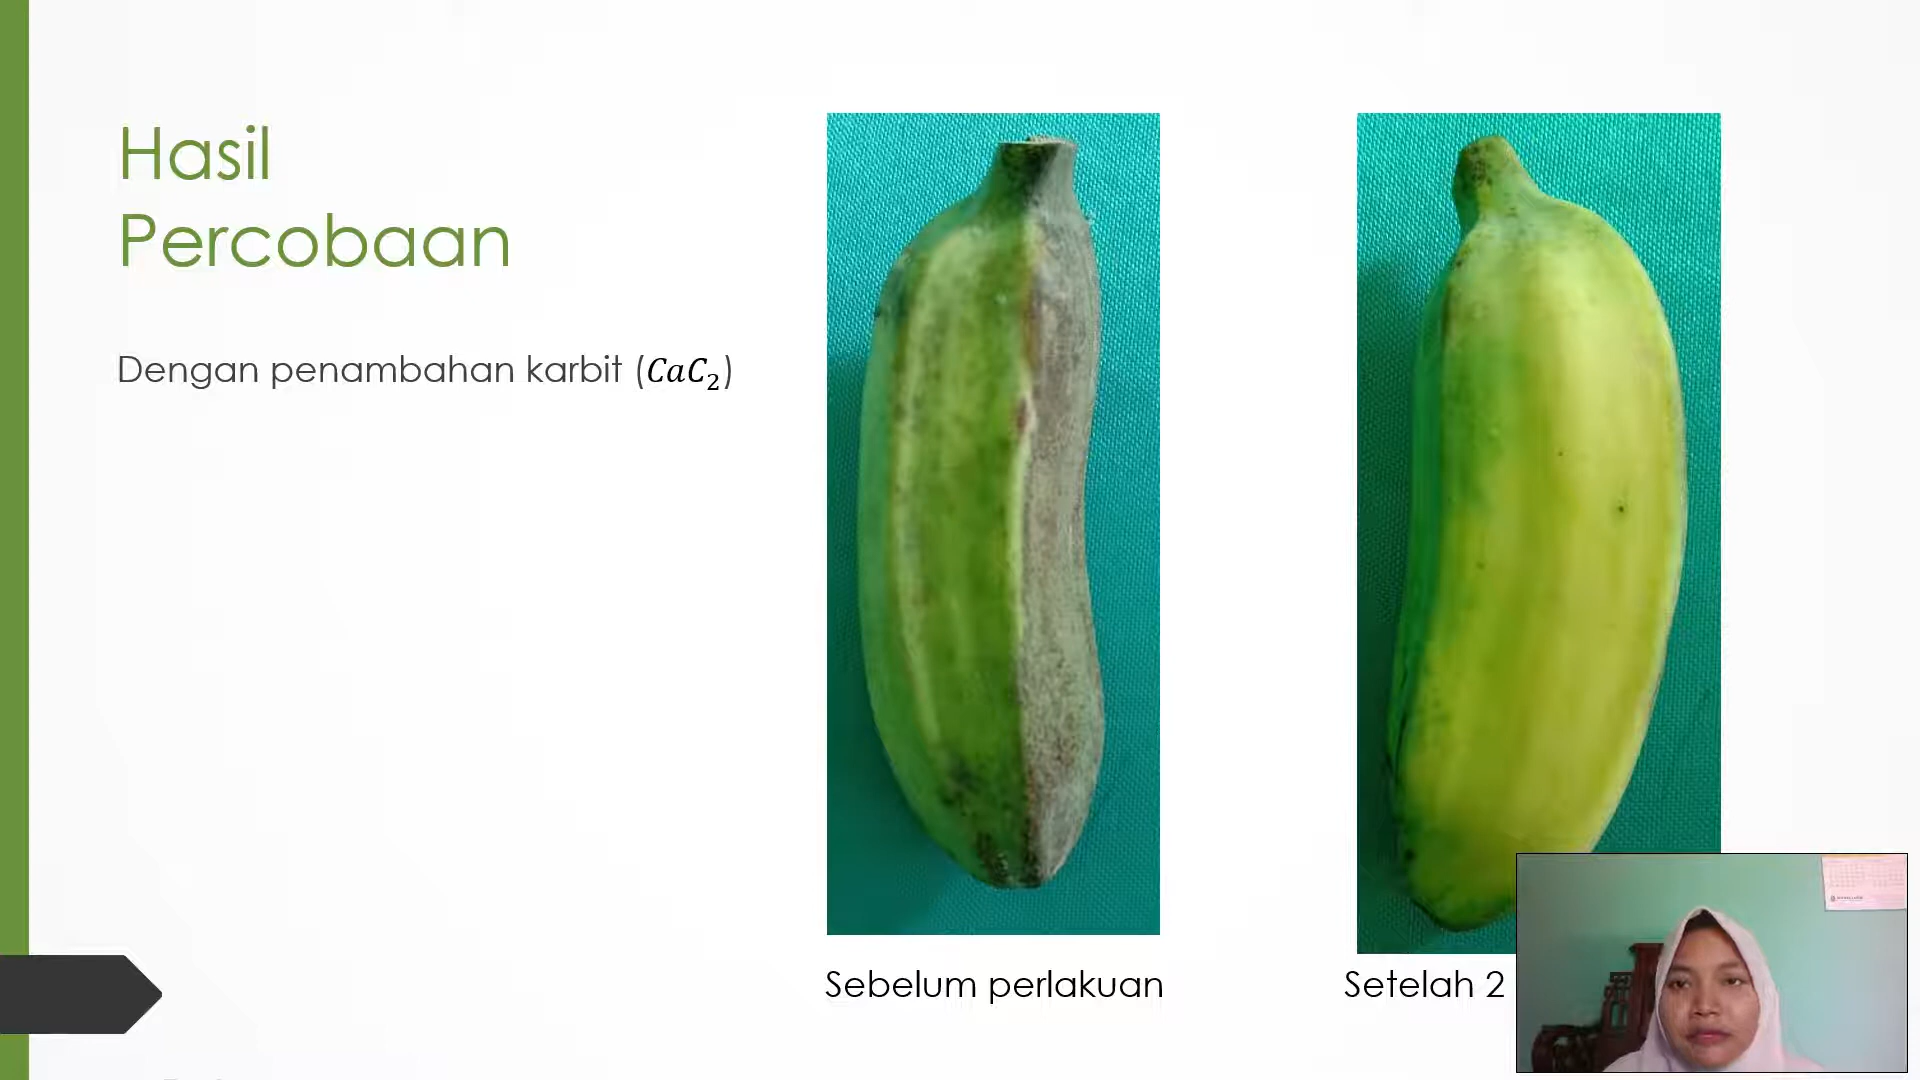 Hasil
Percobaan
Dengan penambahan karbit (CaC₂)
Sebelum perlakuan
Setelah 2